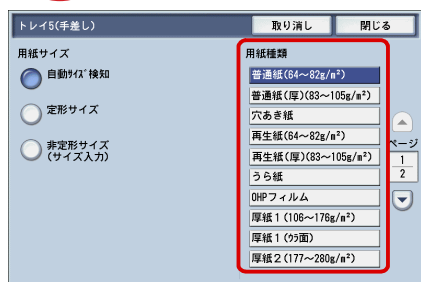 トレイ5(手差し)
取り消し
閉じる
用紙サイズ
自動ｻｲｽﾞ検知
定形サイズ
非定形サイズ
(サイズ入力)
用紙種類
普通紙(64～82g/m²)
普通紙(厚)(83～105g/m²)
穴あき紙
再生紙(64～82g/m²)
再生紙(厚)(83～105g/m²)
うら紙
OHPフィルム
厚紙１(106～176g/m²)
厚紙１(ｳﾗ面)
厚紙２(177～280g/m²)
ページ
1
2